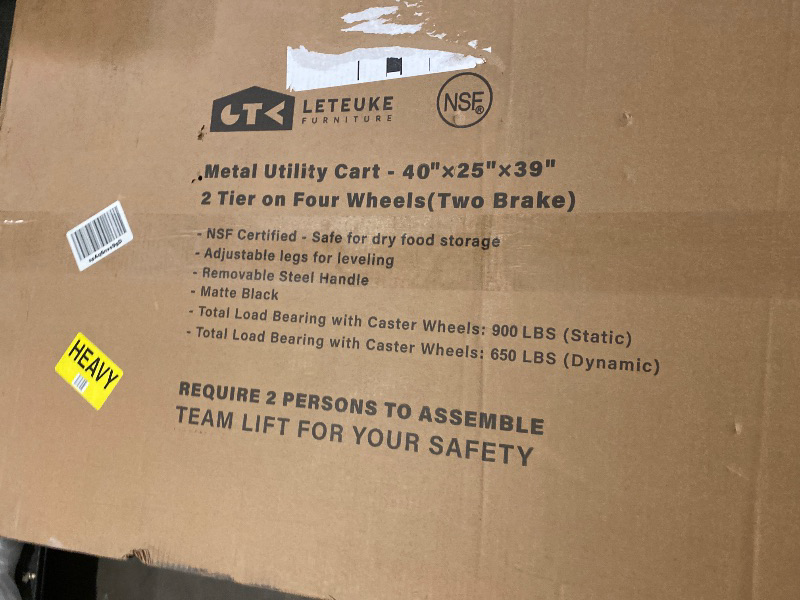 LTK LETEUKE
FURNITURE
NSF®
Metal Utility Cart - 40"×25"×39"
2 Tier on Four Wheels(Two Brake)
- NSF Certified - Safe for dry food storage
- Adjustable legs for leveling
- Removable Steel Handle
- Matte Black
- Total Load Bearing with Caster Wheels: 900 LBS (Static)
- Total Load Bearing with Caster Wheels: 650 LBS (Dynamic)
HEAVY
REQUIRE 2 PERSONS TO ASSEMBLE
TEAM LIFT FOR YOUR SAFETY